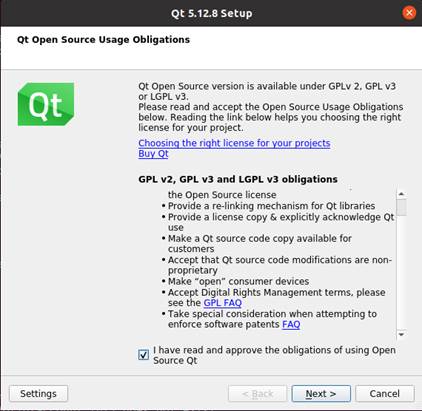 Qt 5.12.8 Setup
Qt Open Source Usage Obligations
Qt
Qt Open Source version is available under GPLv 2, GPL v3
or LGPL v3.
Please read and accept the Open Source Usage Obligations
below. Reading the link below helps you choosing the right
license for your project.
Choosing the right license for your projects
Buy Qt
GPL v2, GPL v3 and LGPL v3 obligations
the Open Source license
• Provide a re-linking mechanism for Qt libraries
• Provide a license copy & explicitly acknowledge Qt
use
• Make a Qt source code copy available for
customers
• Accept that Qt source code modifications are non-
proprietary
• Make “open” consumer devices
• Accept Digital Rights Management terms, please
see the GPL FAQ
• Take special consideration when attempting to
enforce software patents FAQ
I have read and approve the obligations of using Open
Source Qt
Settings
< Back
Next >
Cancel